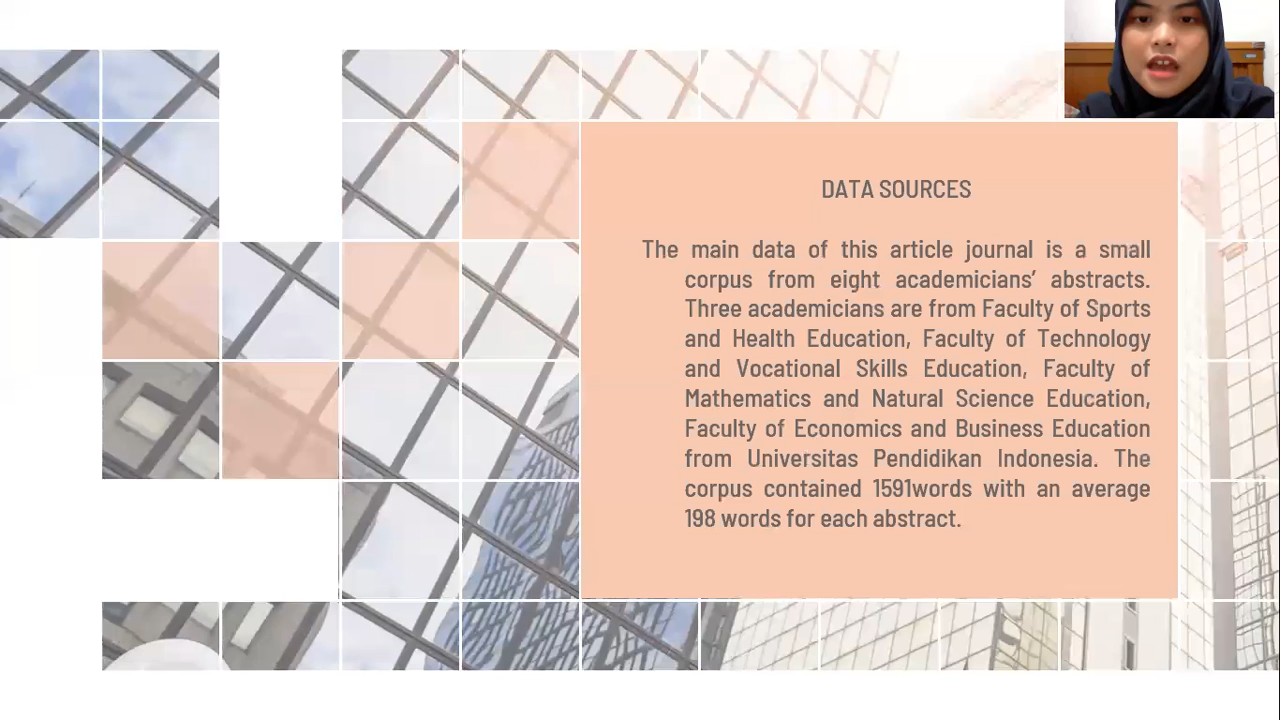 DATA SOURCES
The main data of this article journal is a small
corpus from eight academicians’ abstracts.
Three academicians are from Faculty of Sports
and Health Education, Faculty of Technology
and Vocational Skills Education, Faculty of
Mathematics and Natural Science Education,
Faculty of Economics and Business Education
from Universitas Pendidikan Indonesia. The
corpus contained 1591words with an average
198 words for each abstract.